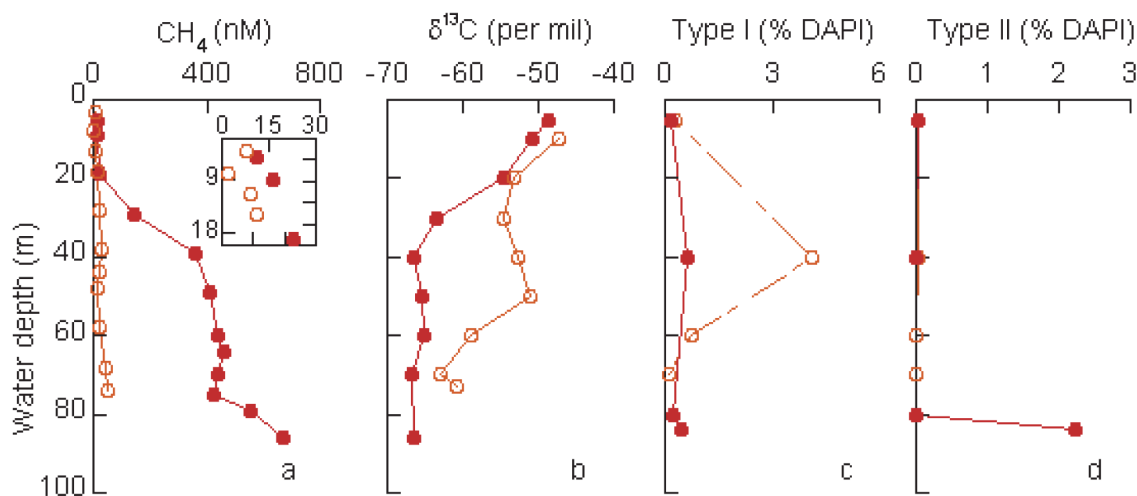 CH4 (nM)
δ13C (per mil)
Type I (% DAPI)
Type II (% DAPI)
0 400 800
-70 -60 -50 -40
0 3 6
0 1 2 3
0
20
40
60
80
100
Water depth (m)
0 15 30
9
18
a
b
c
d